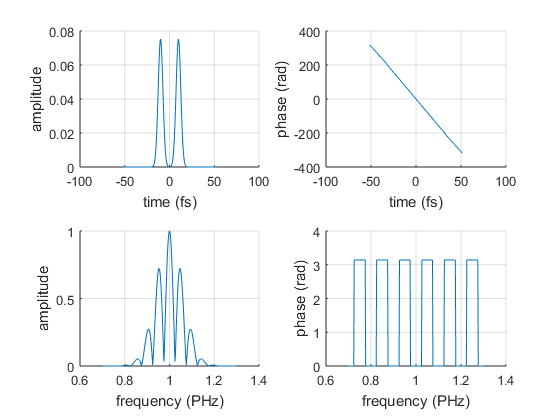 0.08
0.06
0.04
0.02
0
amplitude
-100 -50 0 50 100
time (fs)
400
200
0
-200
-400
phase (rad)
-100 -50 0 50 100
time (fs)
1
0.5
0
amplitude
0.6 0.8 1 1.2 1.4
frequency (PHz)
4
3
2
1
0
phase (rad)
0.6 0.8 1 1.2 1.4
frequency (PHz)